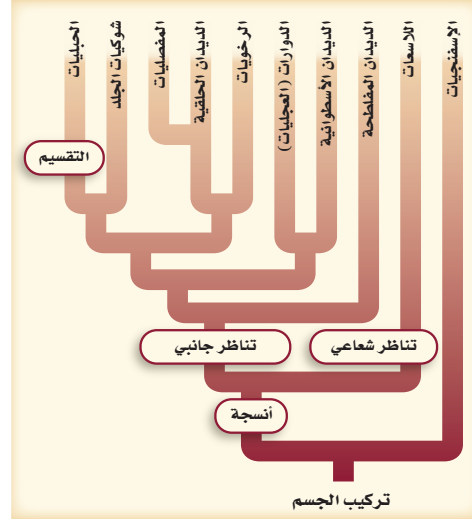 الإسفنجيات
اللاسعات
الديدان المفلطحة
الديدان الأسطوانية
الدوارات (العجليات)
الرخويات
الديدان الحلقية
المفصليات
شوكيات الجلد
الحبليات
التقسيم
تناظر شعاعي
تناظر جانبي
أنسجة
تركيب الجسم